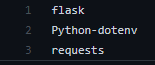 1 flask
2 Python-dotenv
3 requests